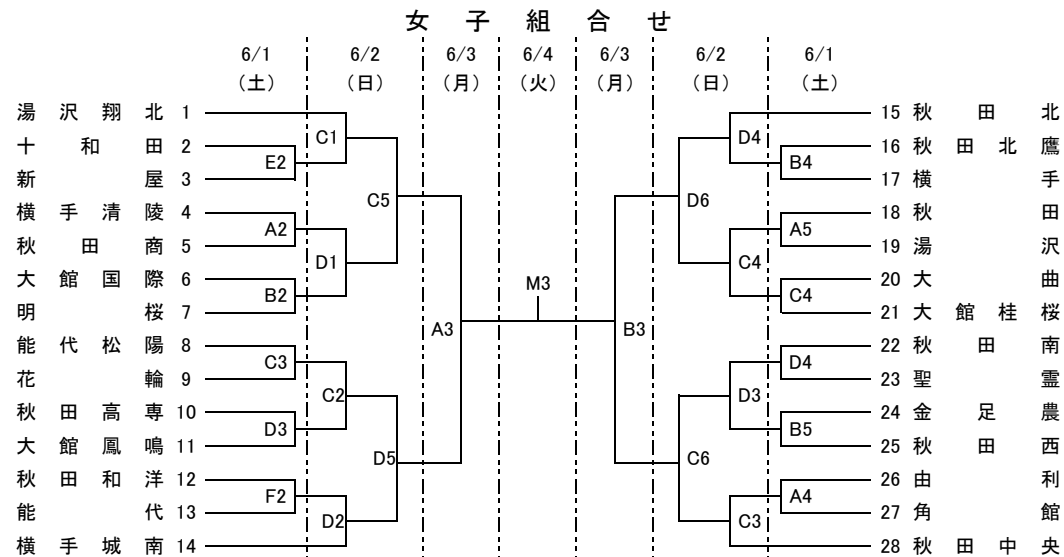 女子組合せ
6/1 6/2 6/3 6/4 6/3 6/2 6/1
（土） （日） （月） （火） （月） （日） （土）
湯沢翔北 1 15 秋田北
C1 D4
十和田 2 16 秋田北鷹
E2 B4
新屋 3 17 横手
C5 D6
横手清陵 4 18 秋田
A2 A5
秋田商 5 19 湯沢
D1 C4
大館国際 6 20 大曲
B2 M3 C4
明桜 7 21 大館桂桜
A3 B3
能代松陽 8 22 秋田南
C3 D4
花輪 9 23 聖霊
C2 D3
秋田高専 10 24 金足農
D3 B5
大館鳳鳴 11 25 秋田西
D5 C6
秋田和洋 12 26 由利
F2 A4
能代 13 27 角館
D2 C3
横手城南 14 28 秋田中央